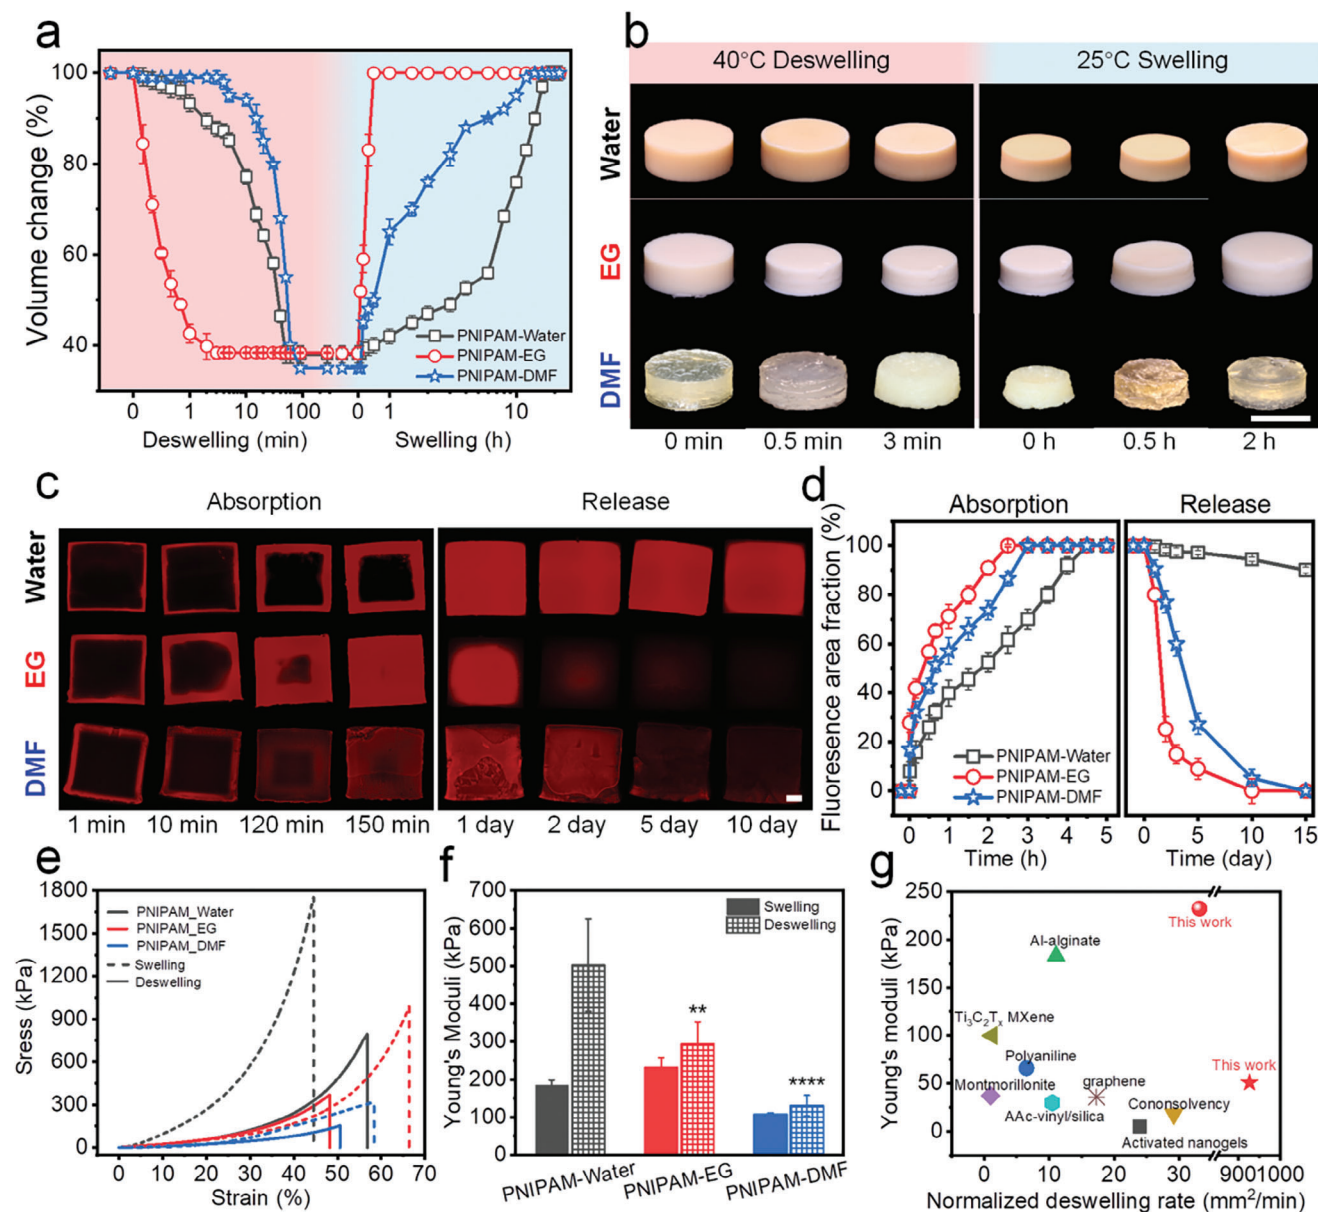 a
Volume change (%)
100
80
60
40
PNIPAM-Water
PNIPAM-EG
PNIPAM-DMF
0 1 10 100 0 1 10
Deswelling (min) Swelling (h)
b
40°C Deswelling 25°C Swelling
Water
EG
DMF
0 min 0.5 min 3 min 0 h 0.5 h 2 h
c
Absorption Release
Water
EG
DMF
1 min 10 min 120 min 150 min 1 day 2 day 5 day 10 day
d
Absorption Release
Fluoresence area fraction (%)
100
80
60
40
20
0
PNIPAM-Water
PNIPAM-EG
PNIPAM-DMF
0 1 2 3 4 5 0 5 10 15
Time (h) Time (day)
e
Sress (kPa)
1800
1500
1200
900
600
300
0
PNIPAM_Water
PNIPAM_EG
PNIPAM_DMF
Swelling
Deswelling
0 10 20 30 40 50 60 70
Strain (%)
f
Young's Moduli (kPa)
700
600
500
400
300
200
100
0
Swelling
Deswelling
**
****
PNIPAM-Water PNIPAM-EG PNIPAM-DMF
g
Young's moduli (kPa)
250
200
150
100
50
0
This work
Al-alginate
Ti3C2Tx MXene
Polyaniline
This work
Montmorillonite
graphene
AAc-vinyl/silica
Cononsolvency
Activated nanogels
0 10 20 30 900 1000
Normalized deswelling rate (mm²/min)